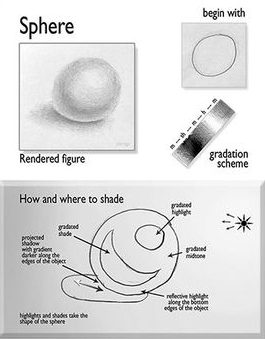 Sphere
begin with
Rendered figure
gradation
scheme
How and where to shade
gradated
highlight
gradated
shade
projected
shadow
with gradient
darker along the
edges of the object
gradated
midtone
reflective highlight
along the bottom
edges of the object
highlights and shades take the
shape of the sphere